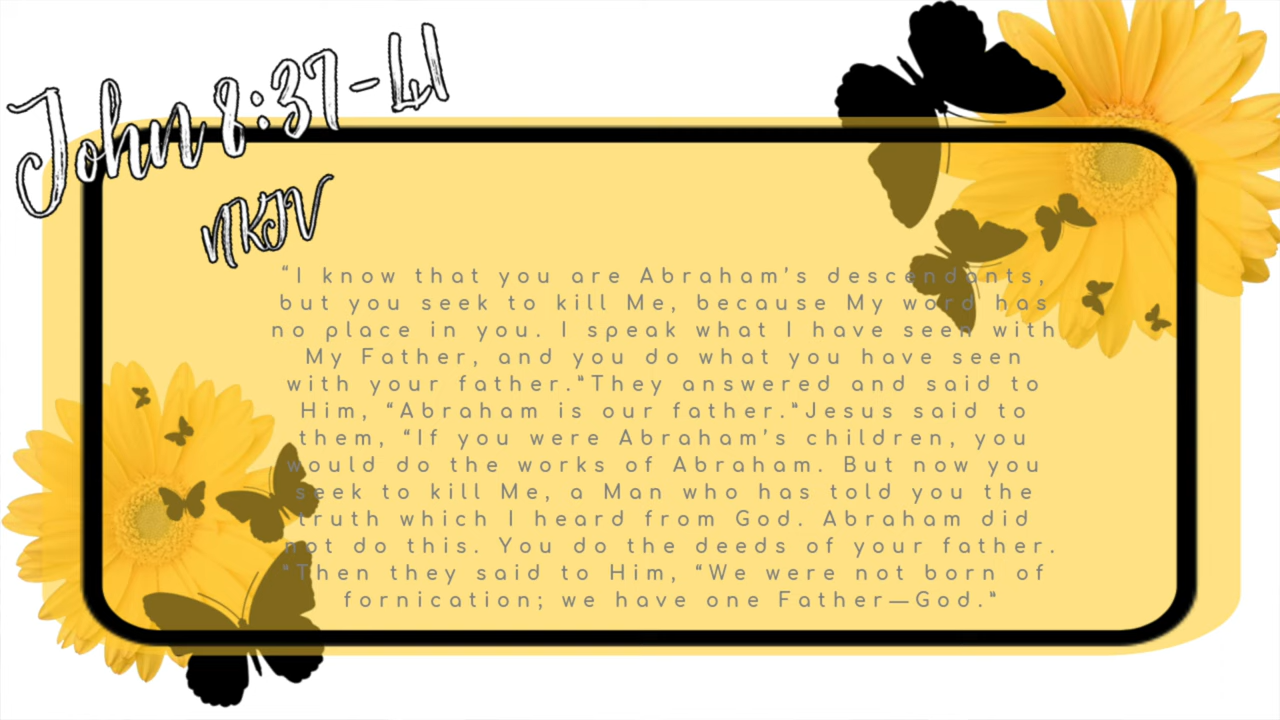 John 8:37-41
NKJV
“I know that you are Abraham’s descendants,
but you seek to kill Me, because My word has
no place in you. I speak what I have seen with
My Father, and you do what you have seen
with your father.”They answered and said to
Him, “Abraham is our father.”Jesus said to
them, “If you were Abraham’s children, you
would do the works of Abraham. But now you
seek to kill Me, a Man who has told you the
truth which I heard from God. Abraham did
not do this. You do the deeds of your father.
“Then they said to Him, “We were not born of
fornication; we have one Father—God.”